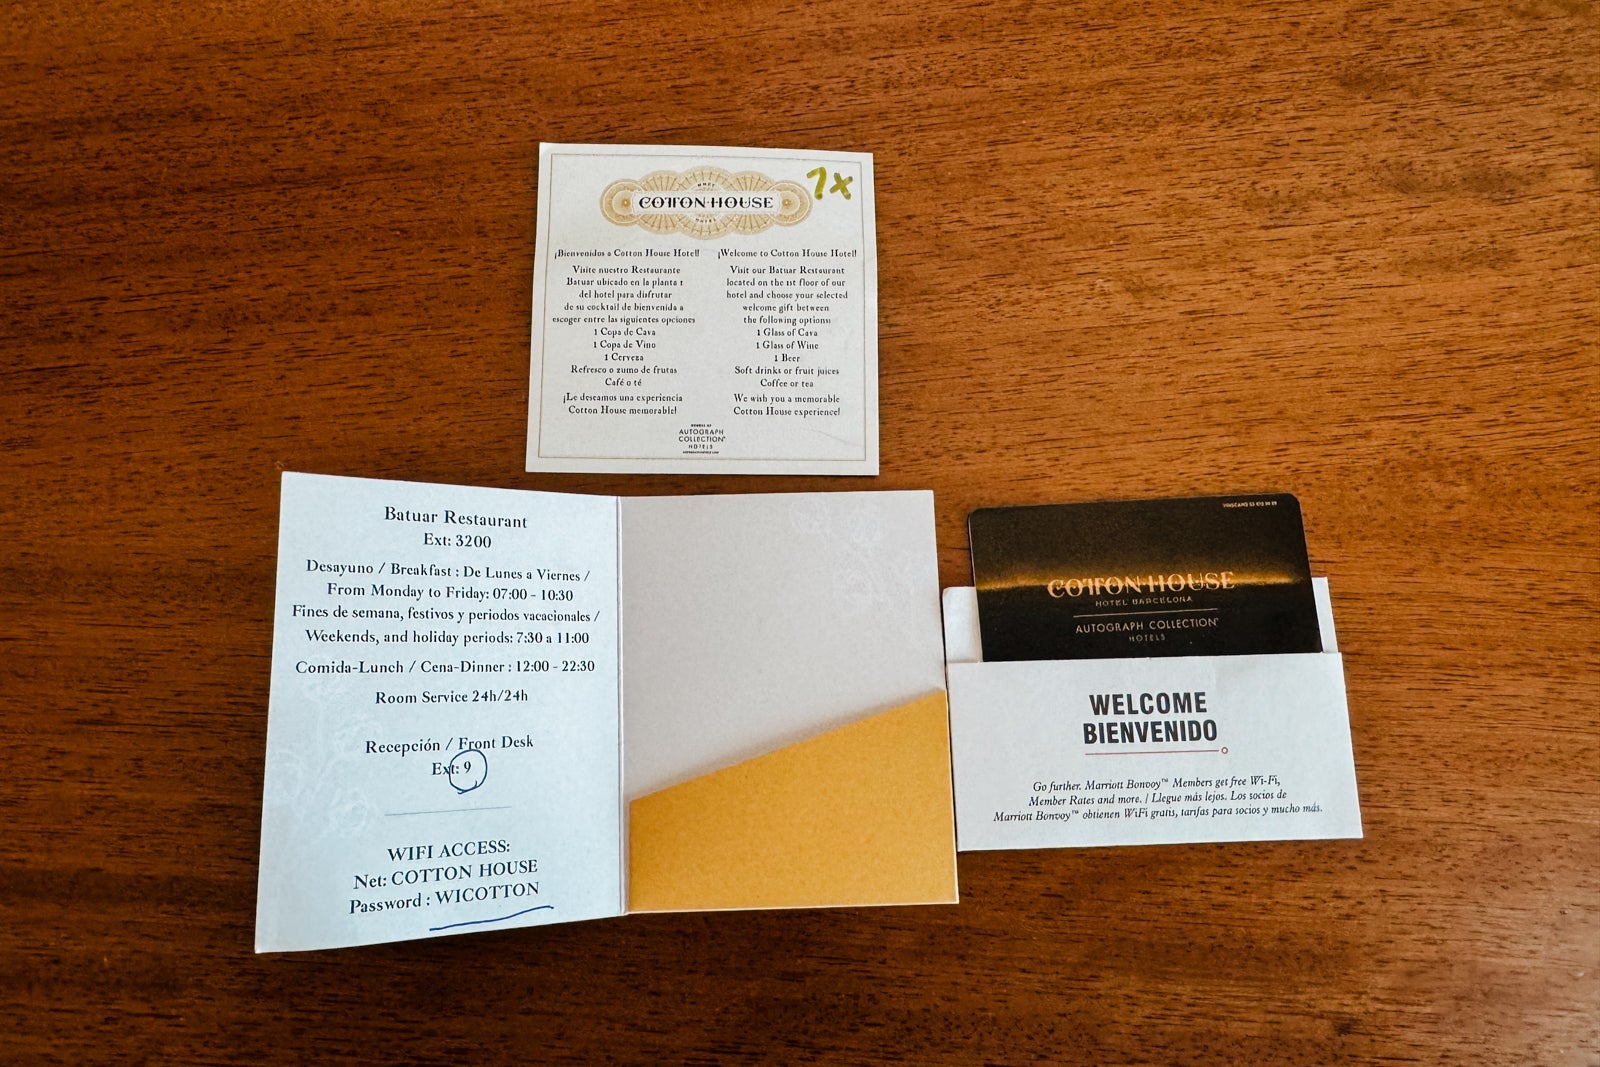 HOTEL
COTTON HOUSE
HOTEL
1x
¡Bienvenidos a Cotton House Hotel!
Visite nuestro Restaurante
Batuar ubicado en la planta 1
del hotel para disfrutar
de su cocktail de bienvenida a
escoger entre las siguientes opciones
1 Copa de Cava
1 Copa de Vino
1 Cerveza
Refresco o zumo de frutas
Café o té
¡Le deseamos una experiencia
Cotton House memorable!
¡Welcome to Cotton House Hotel!
Visit our Batuar Restaurant
located on the 1st floor of our
hotel and choose your selected
welcome gift between
the following options:
1 Glass of Cava
1 Glass of Wine
1 Beer
Soft drinks or fruit juices
Coffee or tea
We wish you a memorable
Cotton House experience!
AUTOGRAPH
COLLECTION®
HOTELS
Batuar Restaurant
Ext: 3200
Desayuno / Breakfast : De Lunes a Viernes /
From Monday to Friday: 07:00 - 10:30
Fines de semana, festivos y periodos vacacionales /
Weekends, and holiday periods: 7:30 a 11:00
Comida-Lunch / Cena-Dinner : 12:00 - 22:30
Room Service 24h/24h
Recepción / Front Desk
Ext: 9
WIFI ACCESS:
Net: COTTON HOUSE
Password : WICOTTON
COTTON HOUSE
HOTEL BARCELONA
AUTOGRAPH COLLECTION®
HOTELS
WELCOME
BIENVENIDO
Go further. Marriott Bonvoy™ Members get free Wi-Fi,
Member Rates and more. / Llegue más lejos. Los socios de
Marriott Bonvoy™ obtienen WiFi gratis, tarifas para socios y mucho más.